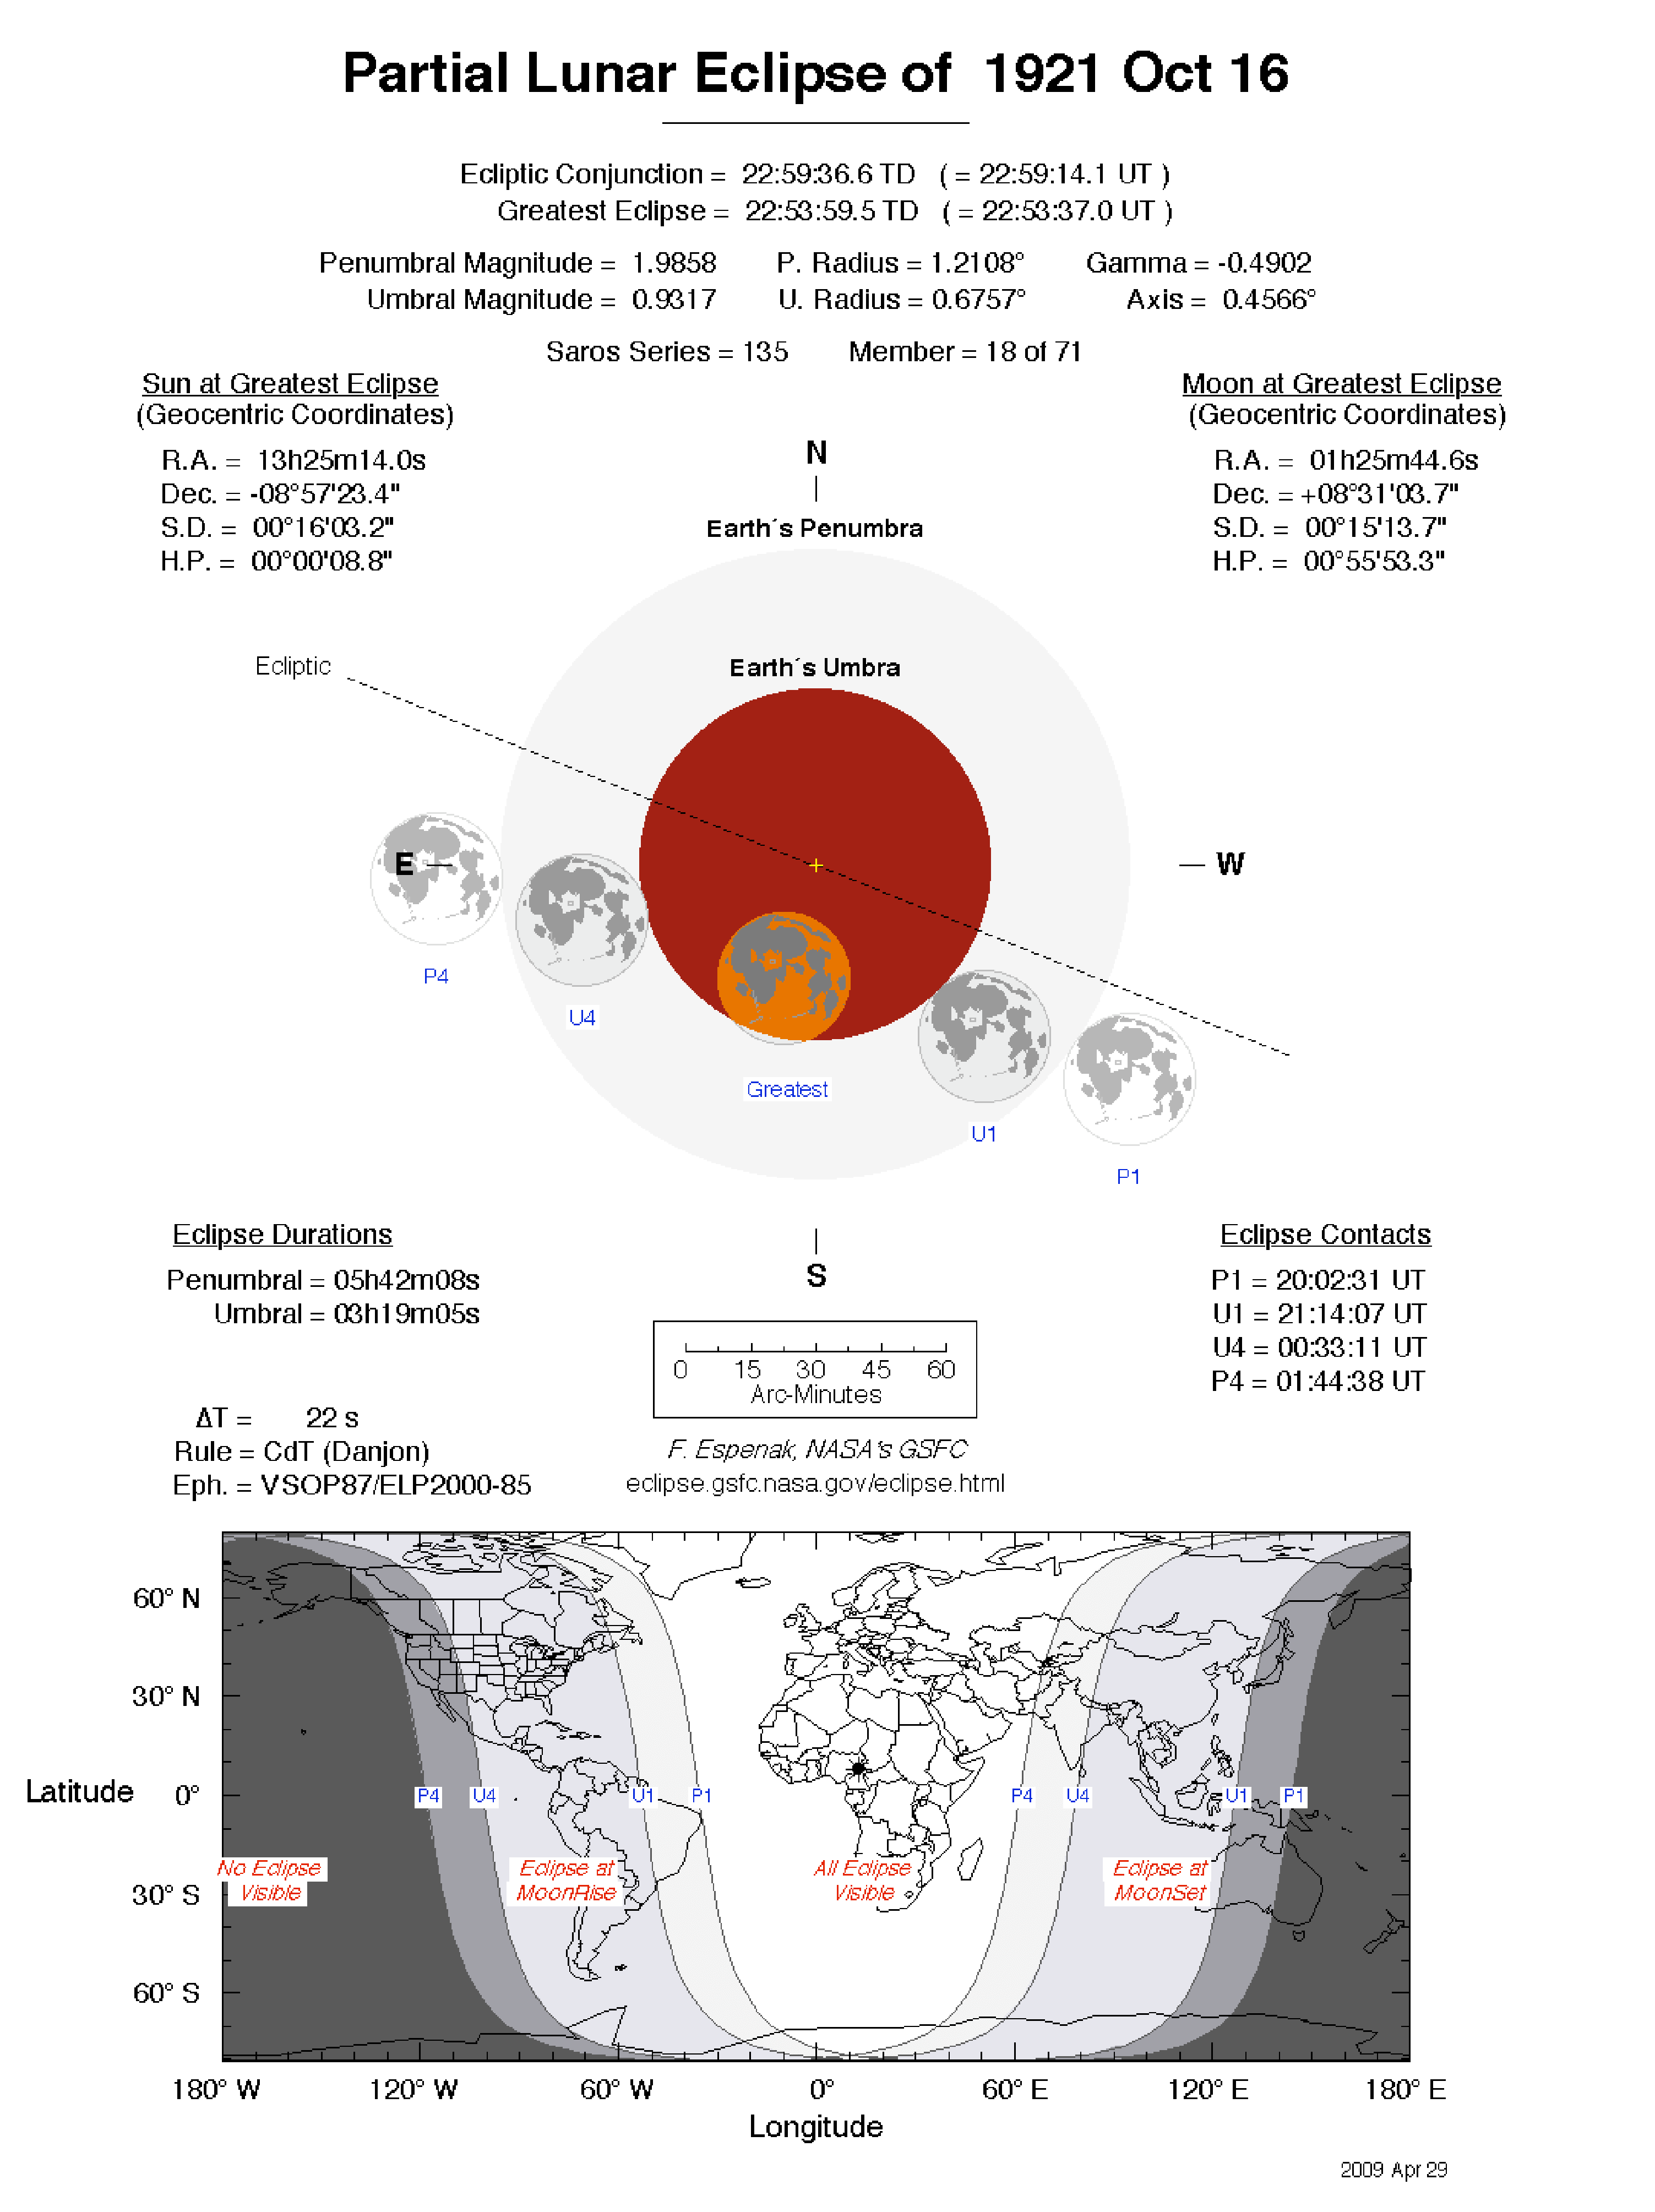 Partial Lunar Eclipse of 1921 Oct 16
Ecliptic Conjunction = 22:59:36.6 TD ( = 22:59:14.1 UT )
Greatest Eclipse = 22:53:59.5 TD ( = 22:53:37.0 UT )
Penumbral Magnitude = 1.9858 P. Radius = 1.2108° Gamma = -0.4902
Umbral Magnitude = 0.9317 U. Radius = 0.6757° Axis = 0.4566°
Saros Series = 135 Member = 18 of 71
Sun at Greatest Eclipse
(Geocentric Coordinates)
R.A. = 13h25m14.0s
Dec. = -08°57'23.4"
S.D. = 00°16'03.2"
H.P. = 00°00'08.8"
Moon at Greatest Eclipse
(Geocentric Coordinates)
R.A. = 01h25m44.6s
Dec. = +08°31'03.7"
S.D. = 00°15'13.7"
H.P. = 00°55'53.3"
N
Earth´s Penumbra
Ecliptic
Earth´s Umbra
E
W
P4
U4
Greatest
U1
P1
S
Eclipse Durations
Penumbral = 05h42m08s
Umbral = 03h19m05s
Eclipse Contacts
P1 = 20:02:31 UT
U1 = 21:14:07 UT
U4 = 00:33:11 UT
P4 = 01:44:38 UT
0 15 30 45 60
Arc-Minutes
ΔT = 22 s
Rule = CdT (Danjon)
Eph. = VSOP87/ELP2000-85
F. Espenak, NASA's GSFC
eclipse.gsfc.nasa.gov/eclipse.html
60° N
30° N
Latitude 0°
30° S
60° S
P4 U4 U1 P1 P4 U4 U1 P1
No Eclipse
Visible
Eclipse at
MoonRise
All Eclipse
Visible
Eclipse at
MoonSet
180° W 120° W 60° W 0° 60° E 120° E 180° E
Longitude
2009 Apr 29